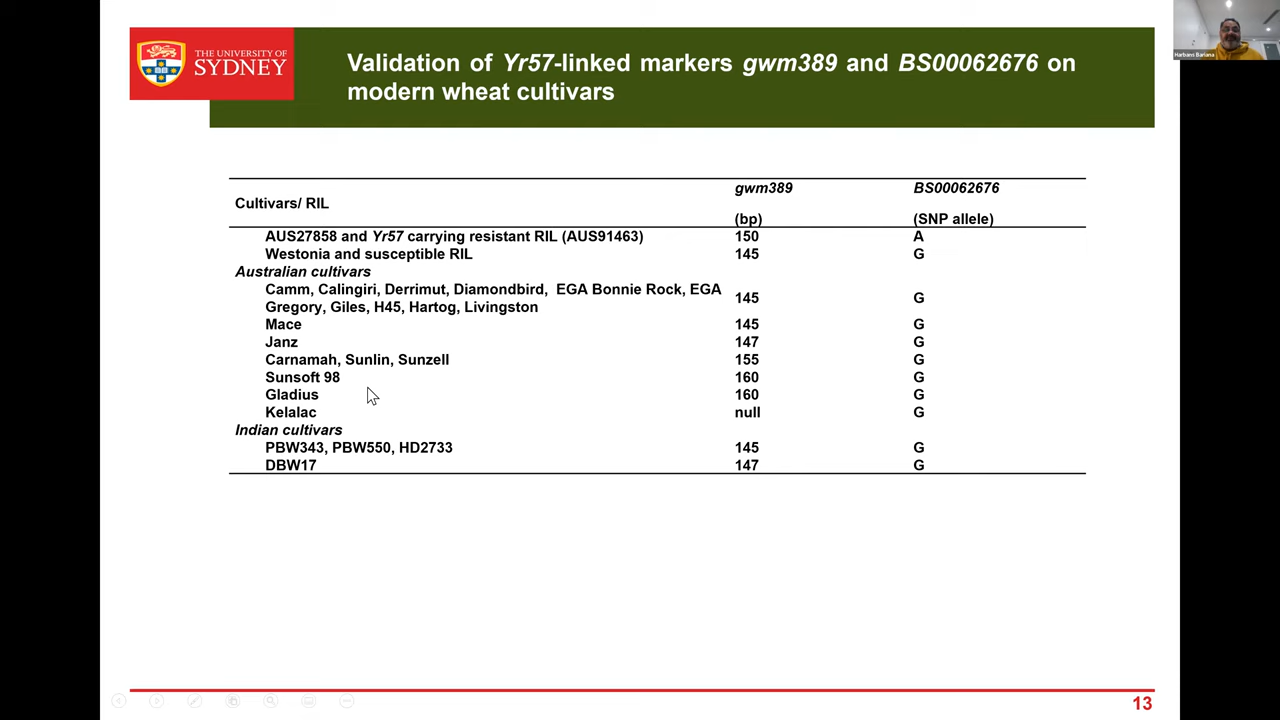 THE UNIVERSITY OF
SYDNEY
Validation of Yr57-linked markers gwm389 and BS00062676 on
modern wheat cultivars
Harbans Bariana
Cultivars/ RIL gwm389 BS00062676
(bp) (SNP allele)
AUS27858 and Yr57 carrying resistant RIL (AUS91463) 150 A
Westonia and susceptible RIL 145 G
Australian cultivars
Camm, Calingiri, Derrimut, Diamondbird, EGA Bonnie Rock, EGA
Gregory, Giles, H45, Hartog, Livingston 145 G
Mace 145 G
Janz 147 G
Carnamah, Sunlin, Sunzell 155 G
Sunsoft 98 160 G
Gladius 160 G
Kelalac null G
Indian cultivars
PBW343, PBW550, HD2733 145 G
DBW17 147 G
13